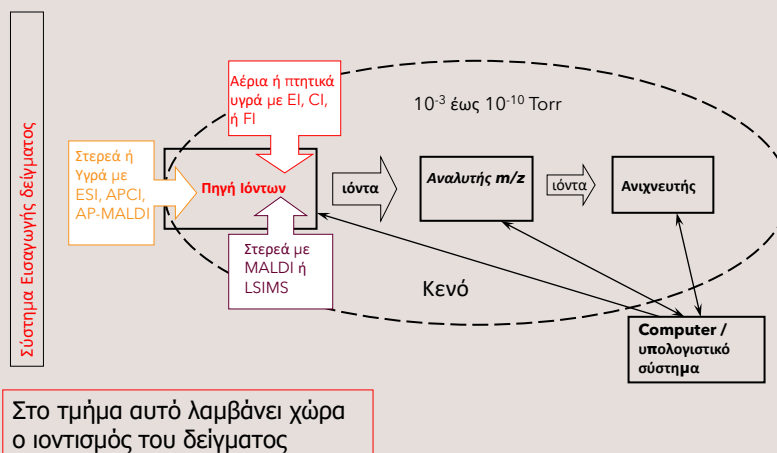 Σύστημα Εισαγωγής δείγματος
Αέρια ή πτητικά
υγρά με EI, CI,
ή FI
10-3 έως 10-10 Torr
Στερεά ή
Υγρά με
ESI, APCI,
AP-MALDI
Πηγή Ιόντων
ιόντα
Αναλυτής m/z
ιόντα
Ανιχνευτής
Στερεά με
MALDI ή
LSIMS
Κενό
Computer /
υπολογιστικό
σύστημα
Στο τμήμα αυτό λαμβάνει χώρα
ο ιοντισμός του δείγματος